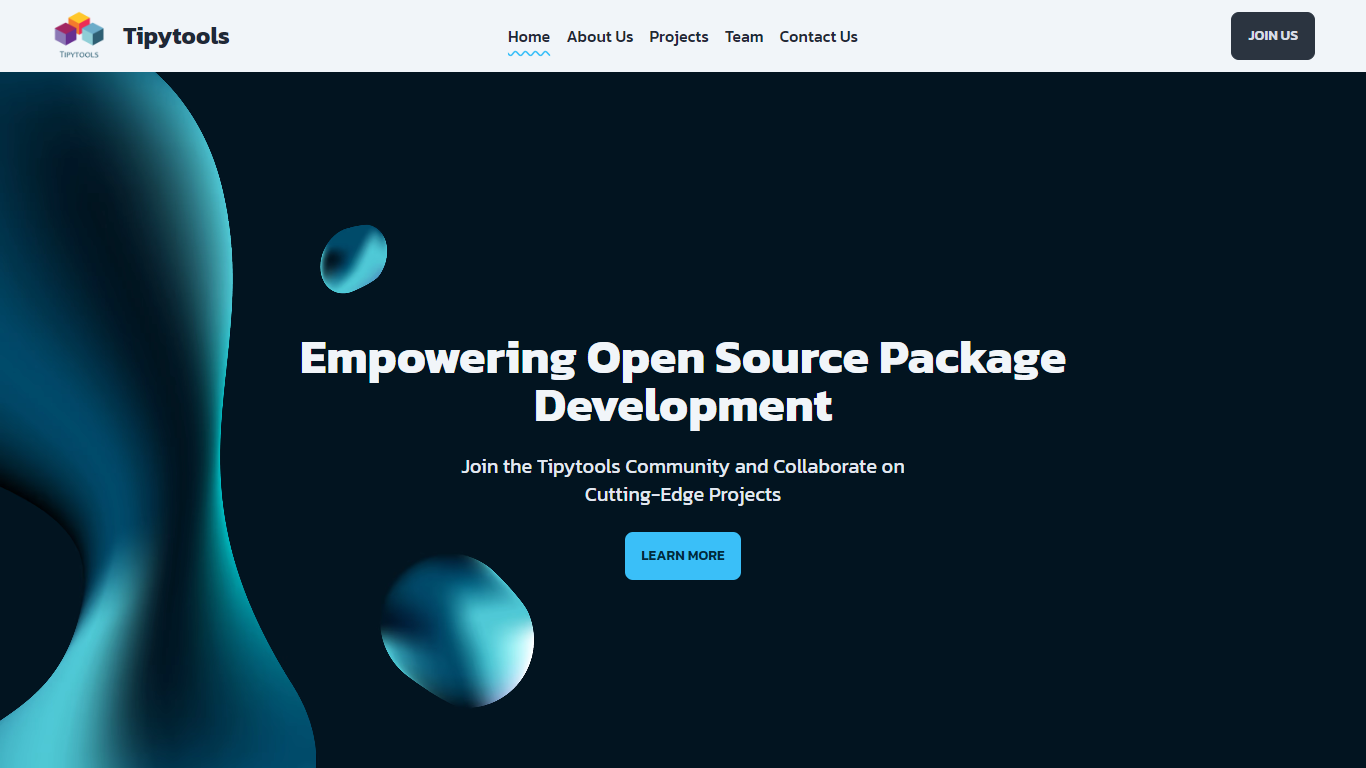 TIPYTOOLS
Tipytools
Home About Us Projects Team Contact Us
JOIN US
Empowering Open Source Package
Development
Join the Tipytools Community and Collaborate on
Cutting-Edge Projects
LEARN MORE